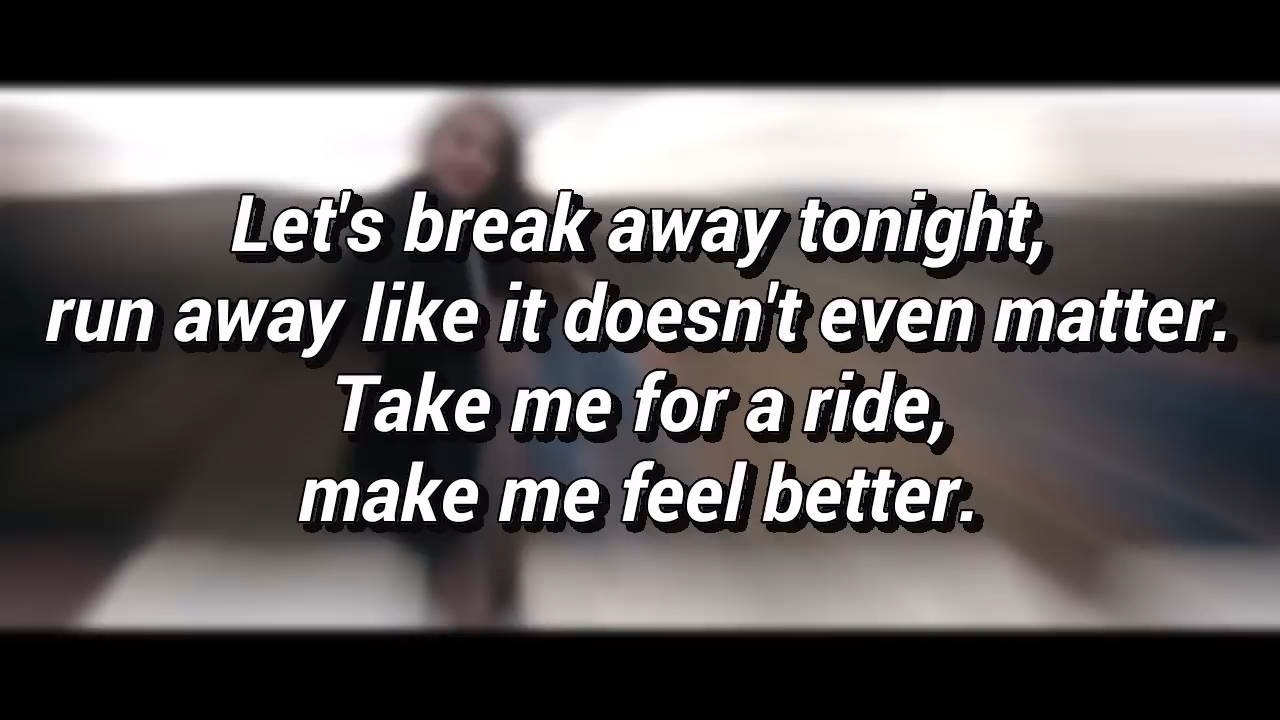 Let's break away tonight,
run away like it doesn't even matter.
Take me for a ride,
make me feel better.